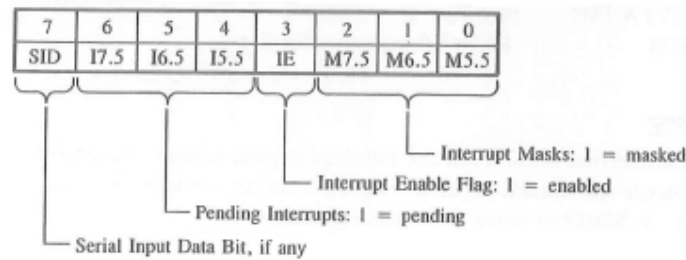 7 6 5 4 3 2 1 0
SID I7.5 I6.5 I5.5 IE M7.5 M6.5 M5.5
Interrupt Masks: 1 = masked
Interrupt Enable Flag: 1 = enabled
Pending Interrupts: 1 = pending
Serial Input Data Bit, if any